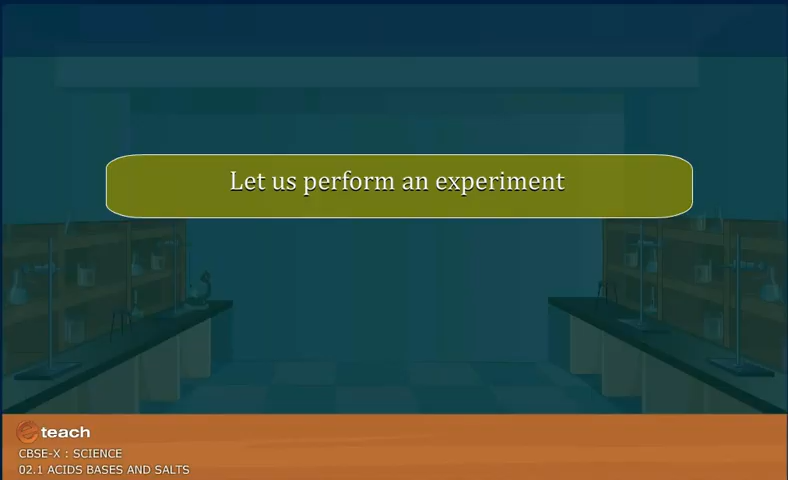 Let us perform an experiment
teach
CBSE-X : SCIENCE
02.1 ACIDS BASES AND SALTS